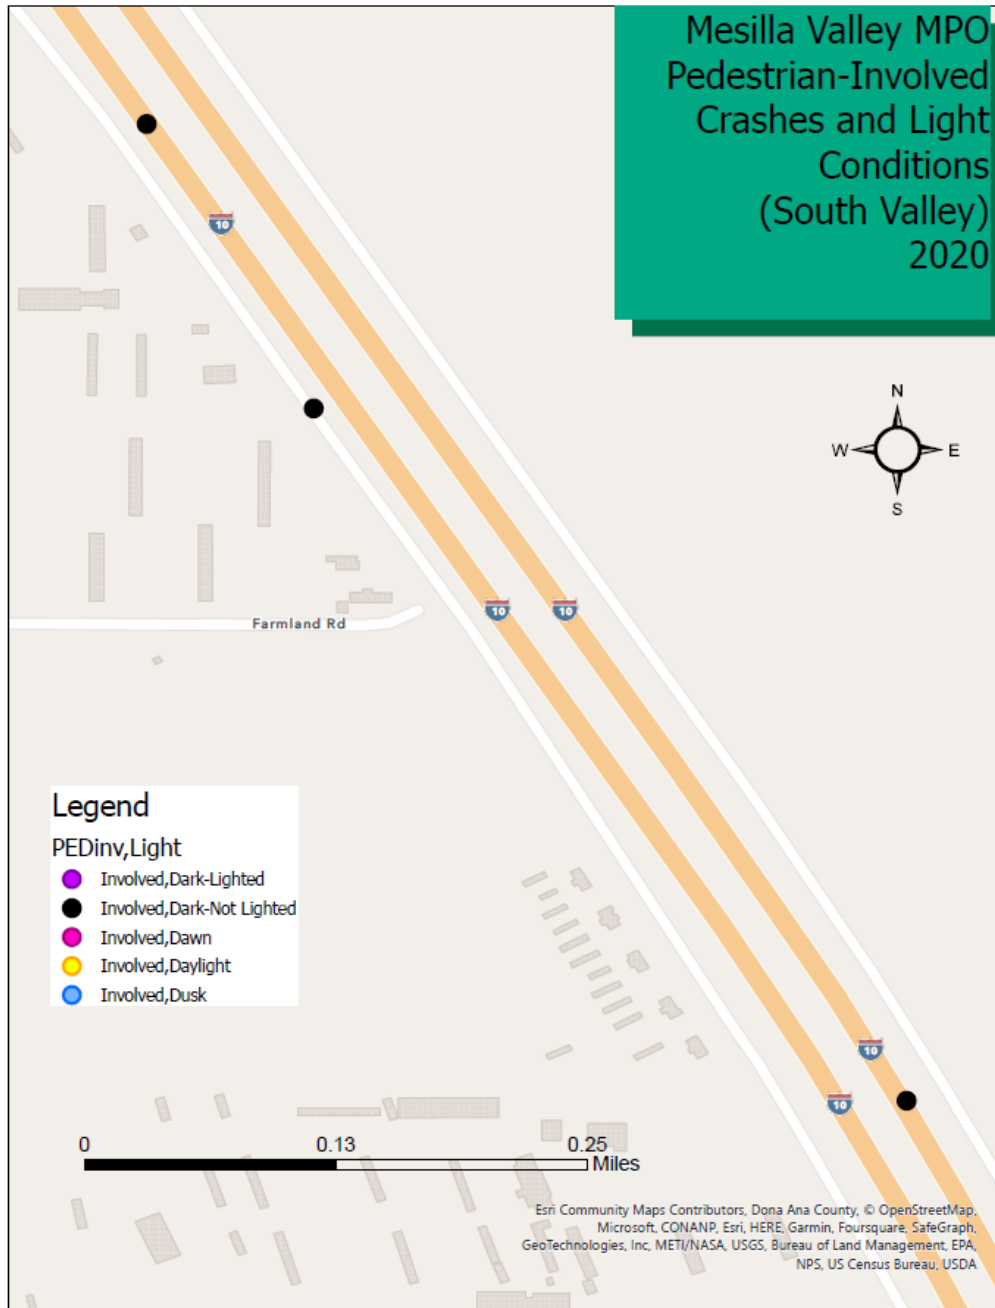 Mesilla Valley MPO
Pedestrian-Involved
Crashes and Light
Conditions
(South Valley)
2020
10
N
W
E
S
10
10
Farmland Rd
Legend
PEDinv,Light
Involved,Dark-Lighted
Involved,Dark-Not Lighted
Involved,Dawn
Involved,Daylight
Involved,Dusk
10
10
0 0.13 0.25
Miles
Esri Community Maps Contributors, Dona Ana County, © OpenStreetMap,
Microsoft, CONANP, Esri, HERE, Garmin, Foursquare, SafeGraph,
GeoTechnologies, Inc, METI/NASA, USGS, Bureau of Land Management, EPA,
NPS, US Census Bureau, USDA